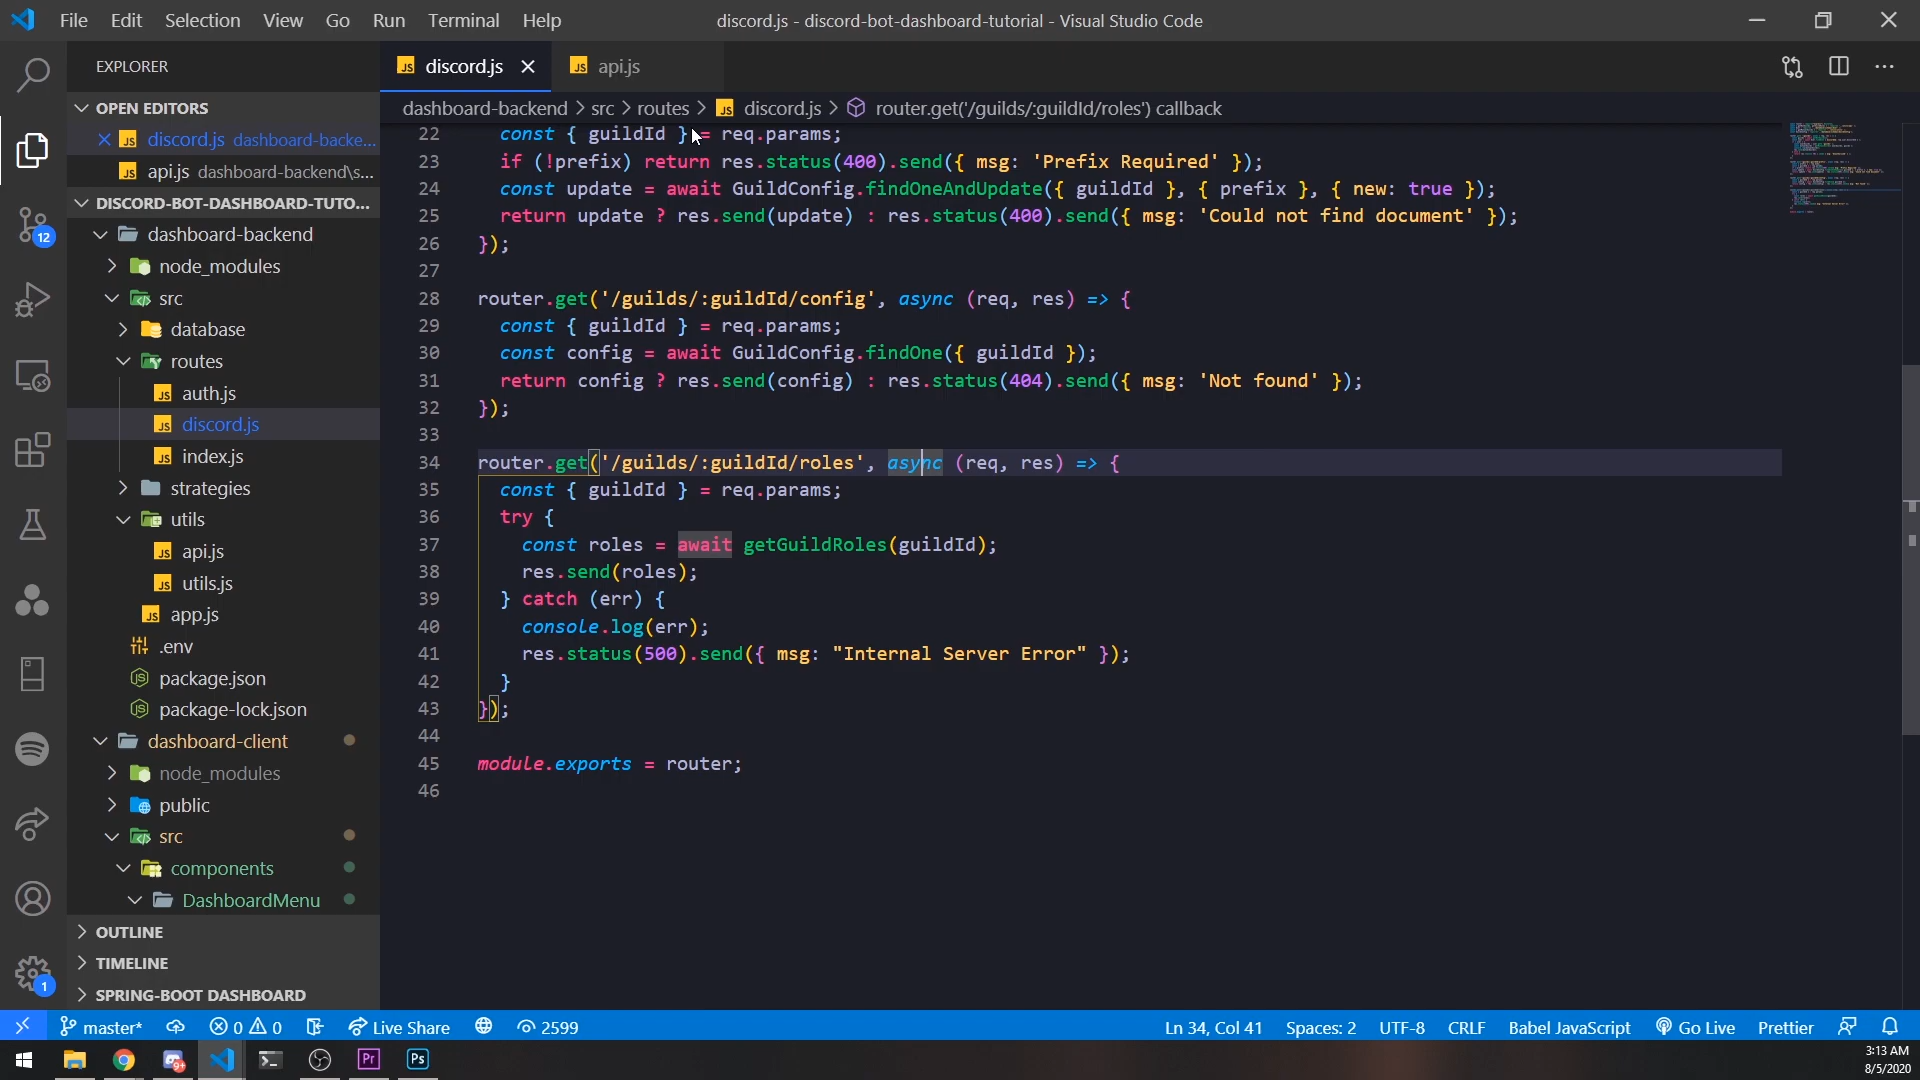 File Edit Selection View Go Run Terminal Help
discord.js - discord-bot-dashboard-tutorial - Visual Studio Code
EXPLORER
OPEN EDITORS
discord.js dashboard-backe...
api.js dashboard-backend\s...
DISCORD-BOT-DASHBOARD-TUTO...
dashboard-backend
node_modules
src
database
routes
auth.js
discord.js
index.js
strategies
utils
api.js
utils.js
app.js
.env
package.json
package-lock.json
dashboard-client
node_modules
public
src
components
DashboardMenu
OUTLINE
TIMELINE
SPRING-BOOT DASHBOARD
12
1
discord.js
api.js
dashboard-backend > src > routes > discord.js > router.get('/guilds/:guildId/roles') callback
22 const { guildId } = req.params;
23 if (!prefix) return res.status(400).send({ msg: 'Prefix Required' });
24 const update = await GuildConfig.findOneAndUpdate({ guildId }, { prefix }, { new: true });
25 return update ? res.send(update) : res.status(400).send({ msg: 'Could not find document' });
26 });
27
28 router.get('/guilds/:guildId/config', async (req, res) => {
29 const { guildId } = req.params;
30 const config = await GuildConfig.findOne({ guildId });
31 return config ? res.send(config) : res.status(404).send({ msg: 'Not found' });
32 });
33
34 router.get('/guilds/:guildId/roles', async (req, res) => {
35 const { guildId } = req.params;
36 try {
37 const roles = await getGuildRoles(guildId);
38 res.send(roles);
39 } catch (err) {
40 console.log(err);
41 res.status(500).send({ msg: "Internal Server Error" });
42 }
43 });
44
45 module.exports = router;
46
master* 0 0 Live Share 2599
Ln 34, Col 41 Spaces: 2 UTF-8 CRLF Babel JavaScript Go Live Prettier
9+ Pr Ps
3:13 AM
8/5/2020